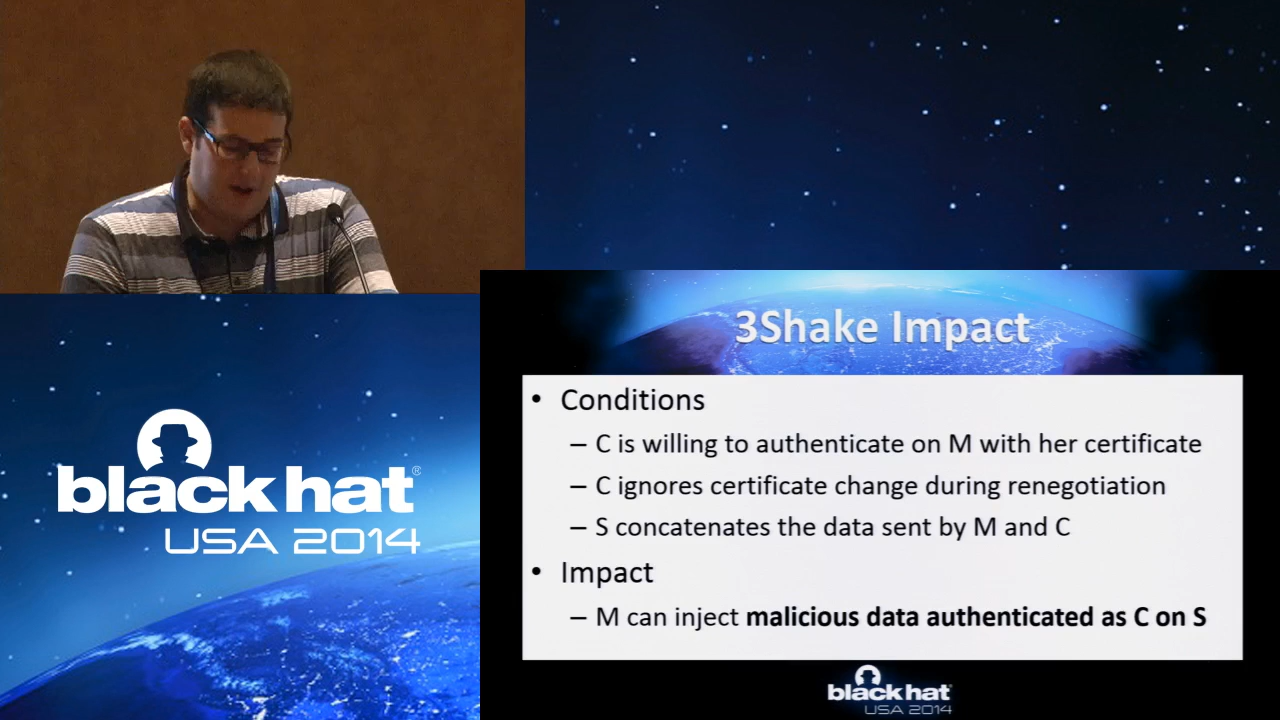 3Shake Impact
• Conditions
– C is willing to authenticate on M with her certificate
– C ignores certificate change during renegotiation
– S concatenates the data sent by M and C
• Impact
– M can inject malicious data authenticated as C on S
black hat®
USA 2014
black hat
USA 2014